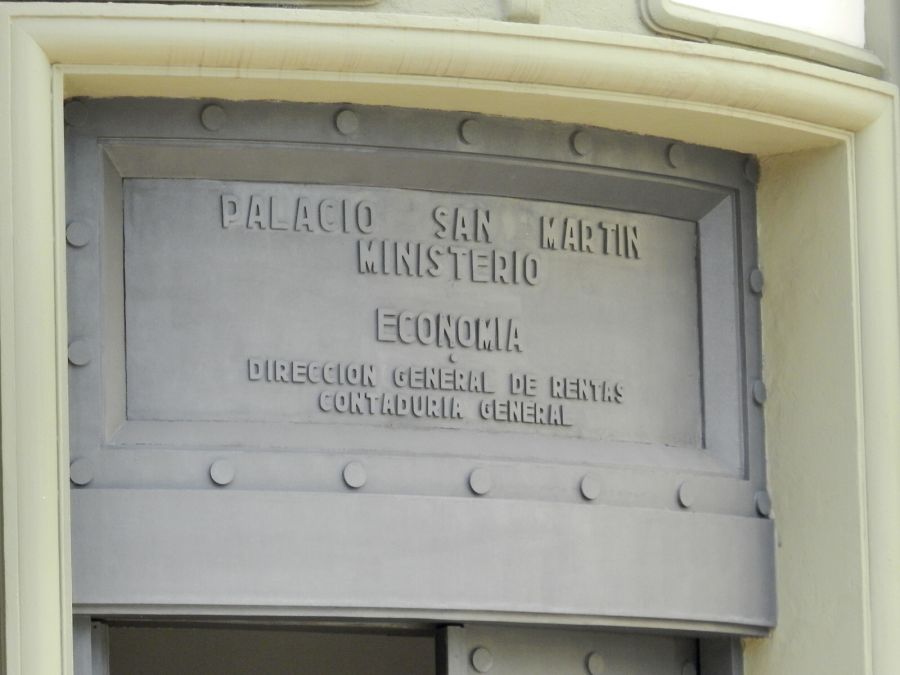 PALACIO SAN MARTIN
MINISTERIO
ECONOMIA
DIRECCION GENERAL DE RENTAS
CONTADURIA GENERAL